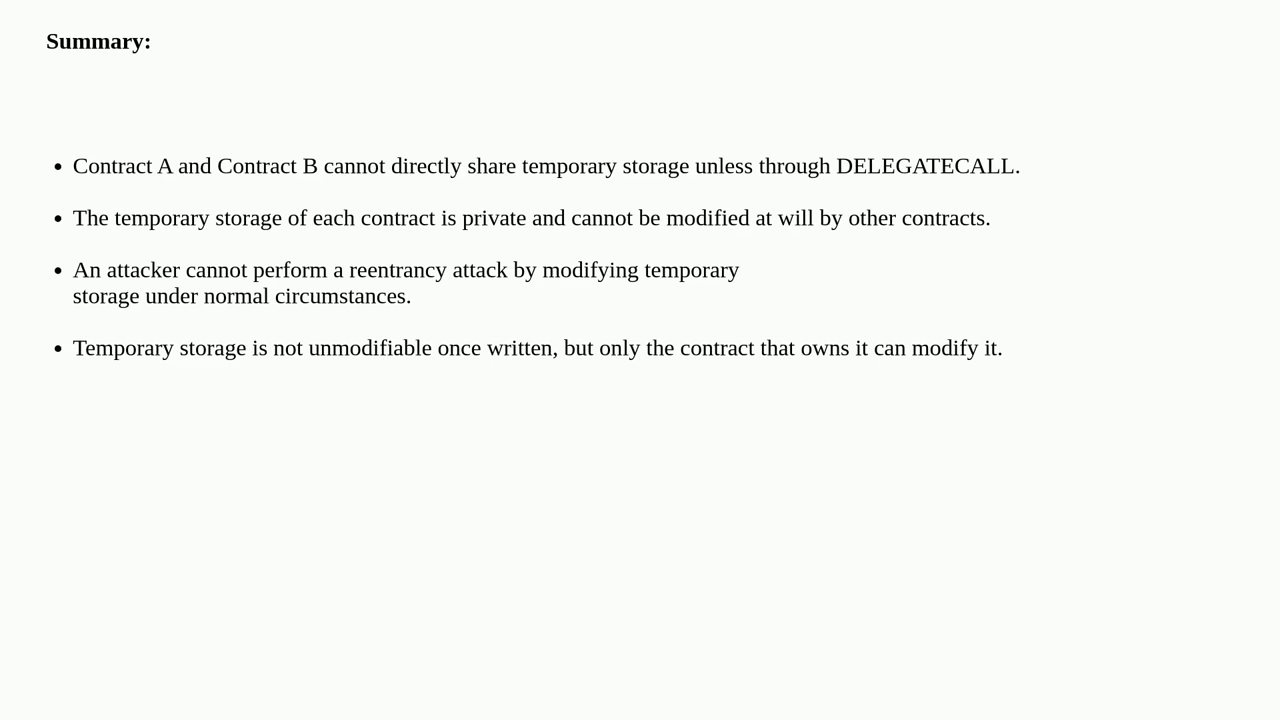 Summary:
• Contract A and Contract B cannot directly share temporary storage unless through DELEGATECALL.
• The temporary storage of each contract is private and cannot be modified at will by other contracts.
• An attacker cannot perform a reentrancy attack by modifying temporary
storage under normal circumstances.
• Temporary storage is not unmodifiable once written, but only the contract that owns it can modify it.